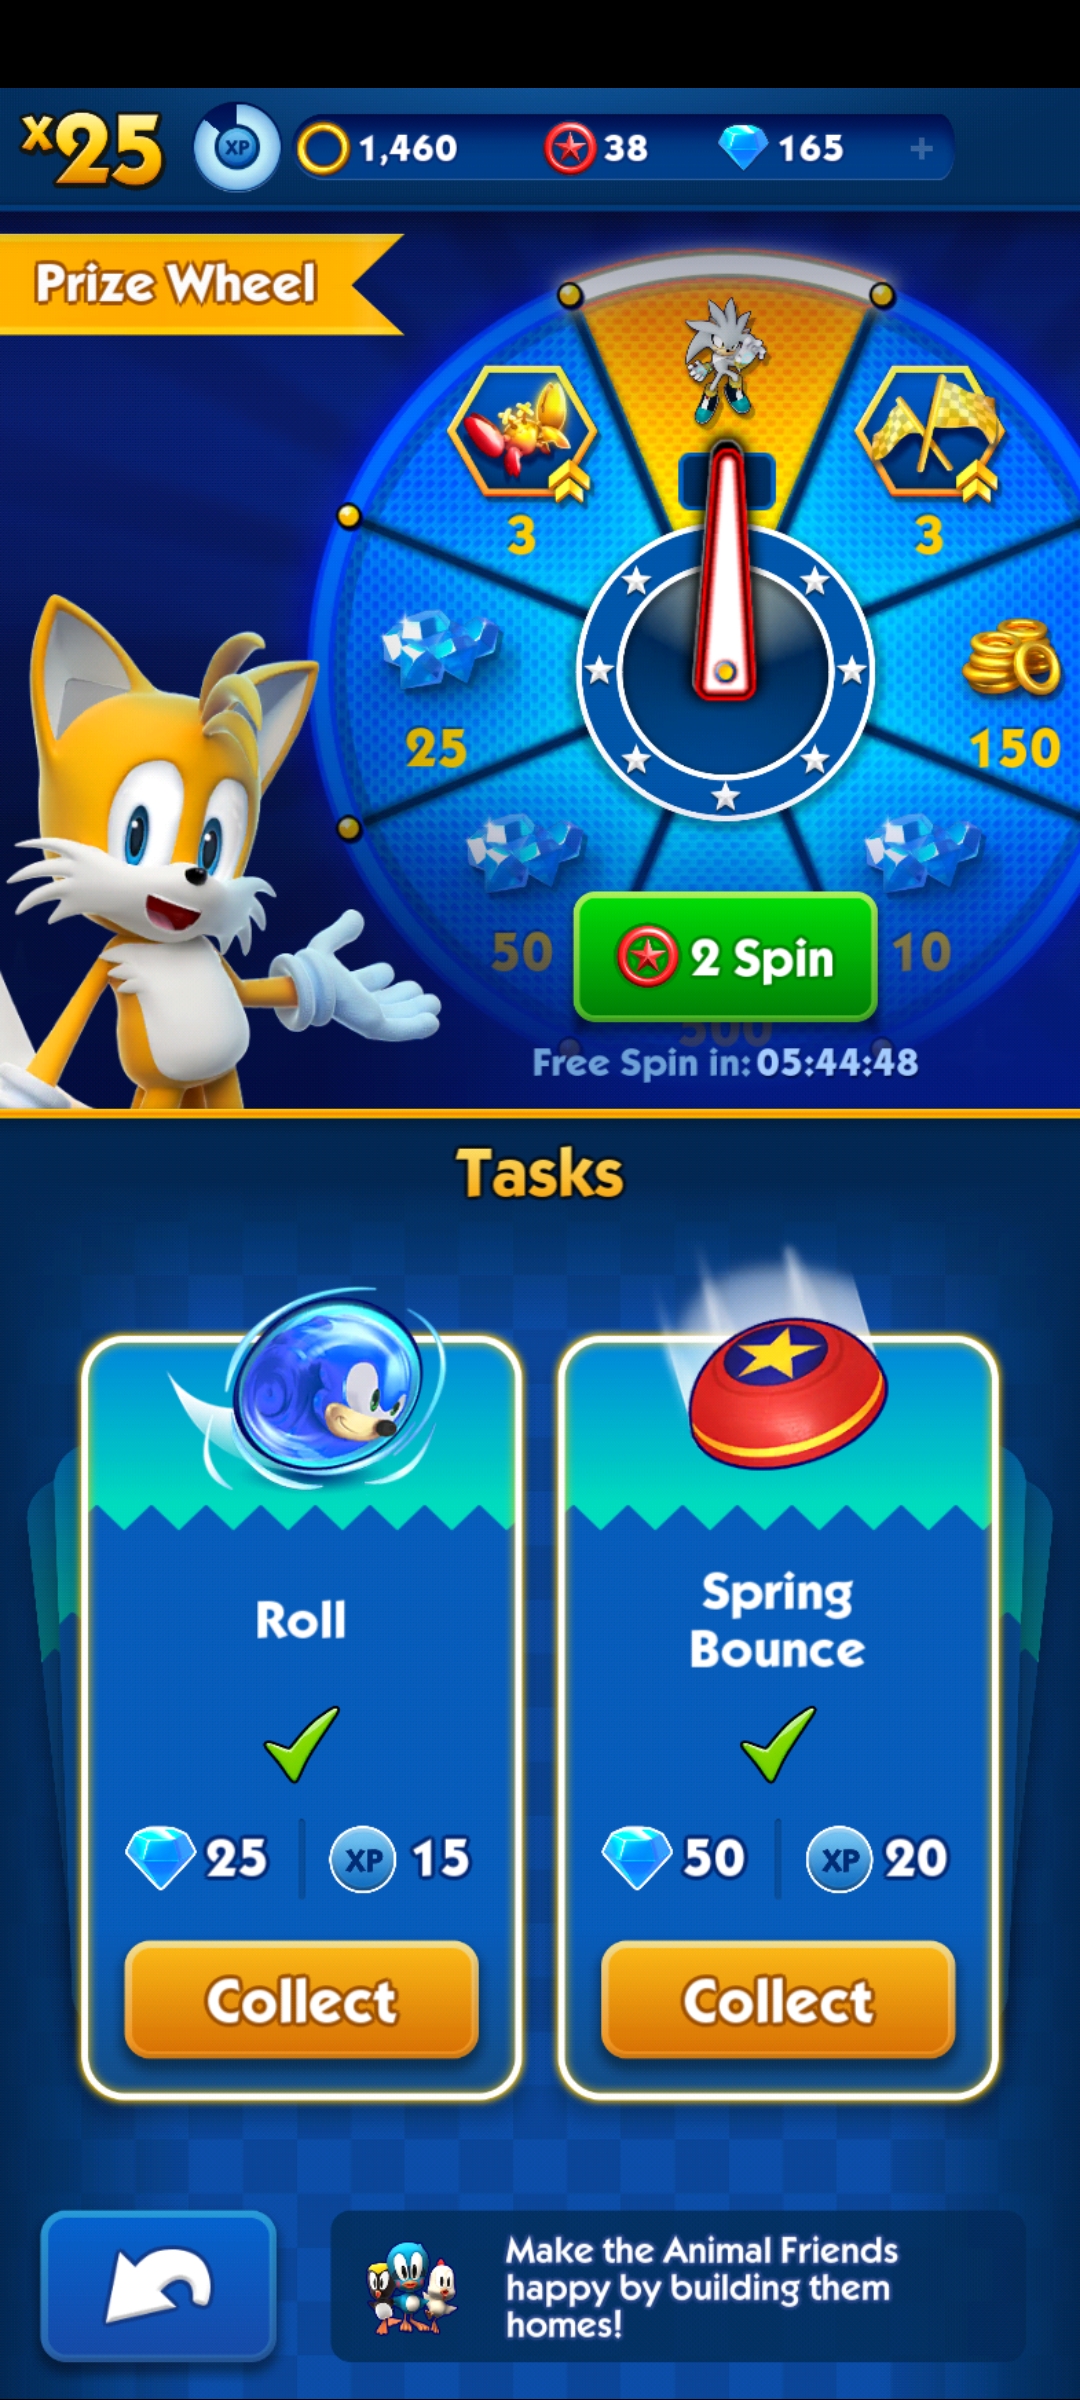 x25
XP
1,460
38
165
+
Prize Wheel
3
3
25
150
50
10
2 Spin
500
Free Spin in: 05:44:48
Tasks
Roll
Spring
Bounce
25
XP
15
50
XP
20
Collect
Collect
Make the Animal Friends
happy by building them
homes!